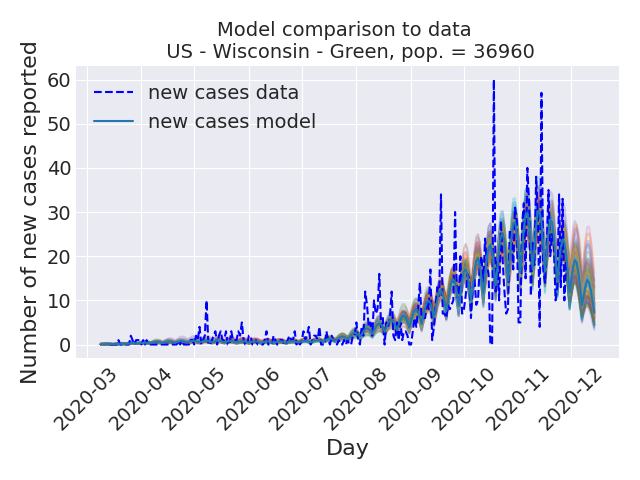 Model comparison to data
US - Wisconsin - Green, pop. = 36960
Number of new cases reported
60
50
40
30
20
10
0
new cases data
new cases model
2020-03
2020-04
2020-05
2020-06
2020-07
2020-08
2020-09
2020-10
2020-11
2020-12
Day